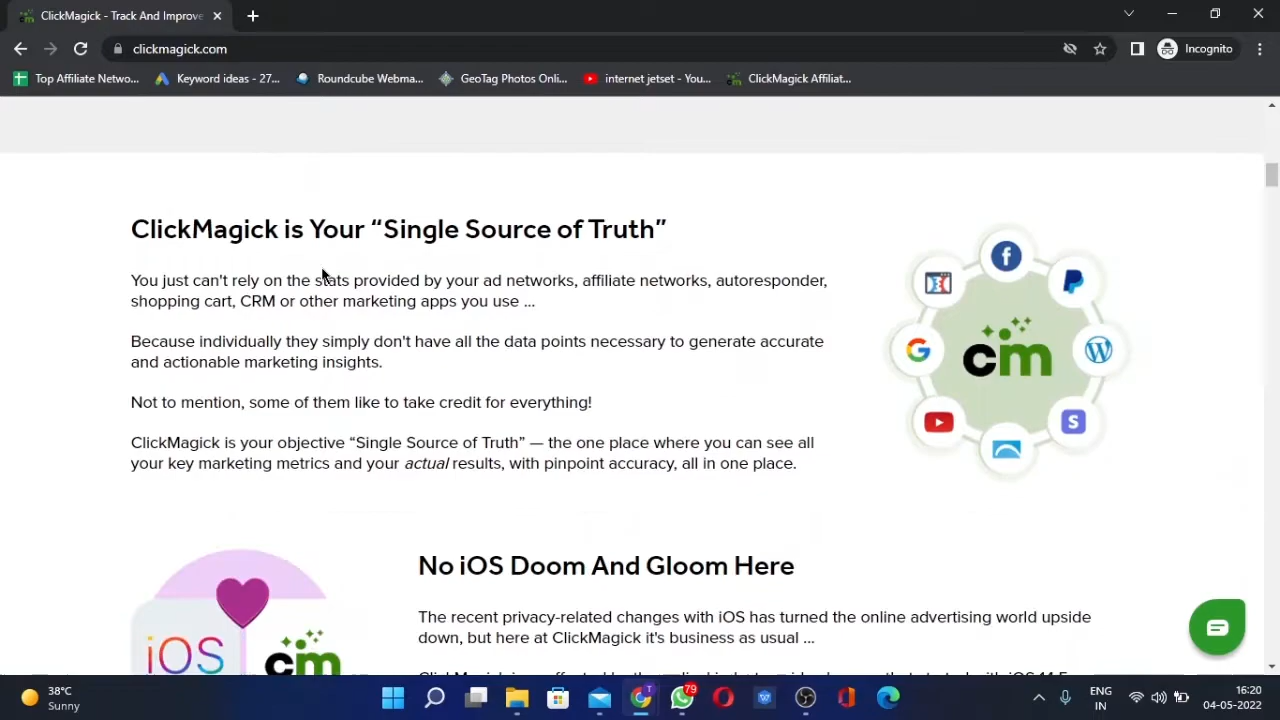 ClickMagick - Track And Improve
clickmagick.com
Incognito
Top Affiliate Netwo...
Keyword ideas - 27...
Roundcube Webma...
GeoTag Photos Onli...
internet jetset - You...
ClickMagick Affiliat...
ClickMagick is Your “Single Source of Truth”
You just can't rely on the stats provided by your ad networks, affiliate networks, autoresponder,
shopping cart, CRM or other marketing apps you use ...
Because individually they simply don't have all the data points necessary to generate accurate
and actionable marketing insights.
Not to mention, some of them like to take credit for everything!
ClickMagick is your objective “Single Source of Truth” — the one place where you can see all
your key marketing metrics and your actual results, with pinpoint accuracy, all in one place.
cm
No iOS Doom And Gloom Here
The recent privacy-related changes with iOS has turned the online advertising world upside
down, but here at ClickMagick it's business as usual ...
iOS
cm
38°C
Sunny
79
ENG
IN
16:20
04-05-2022